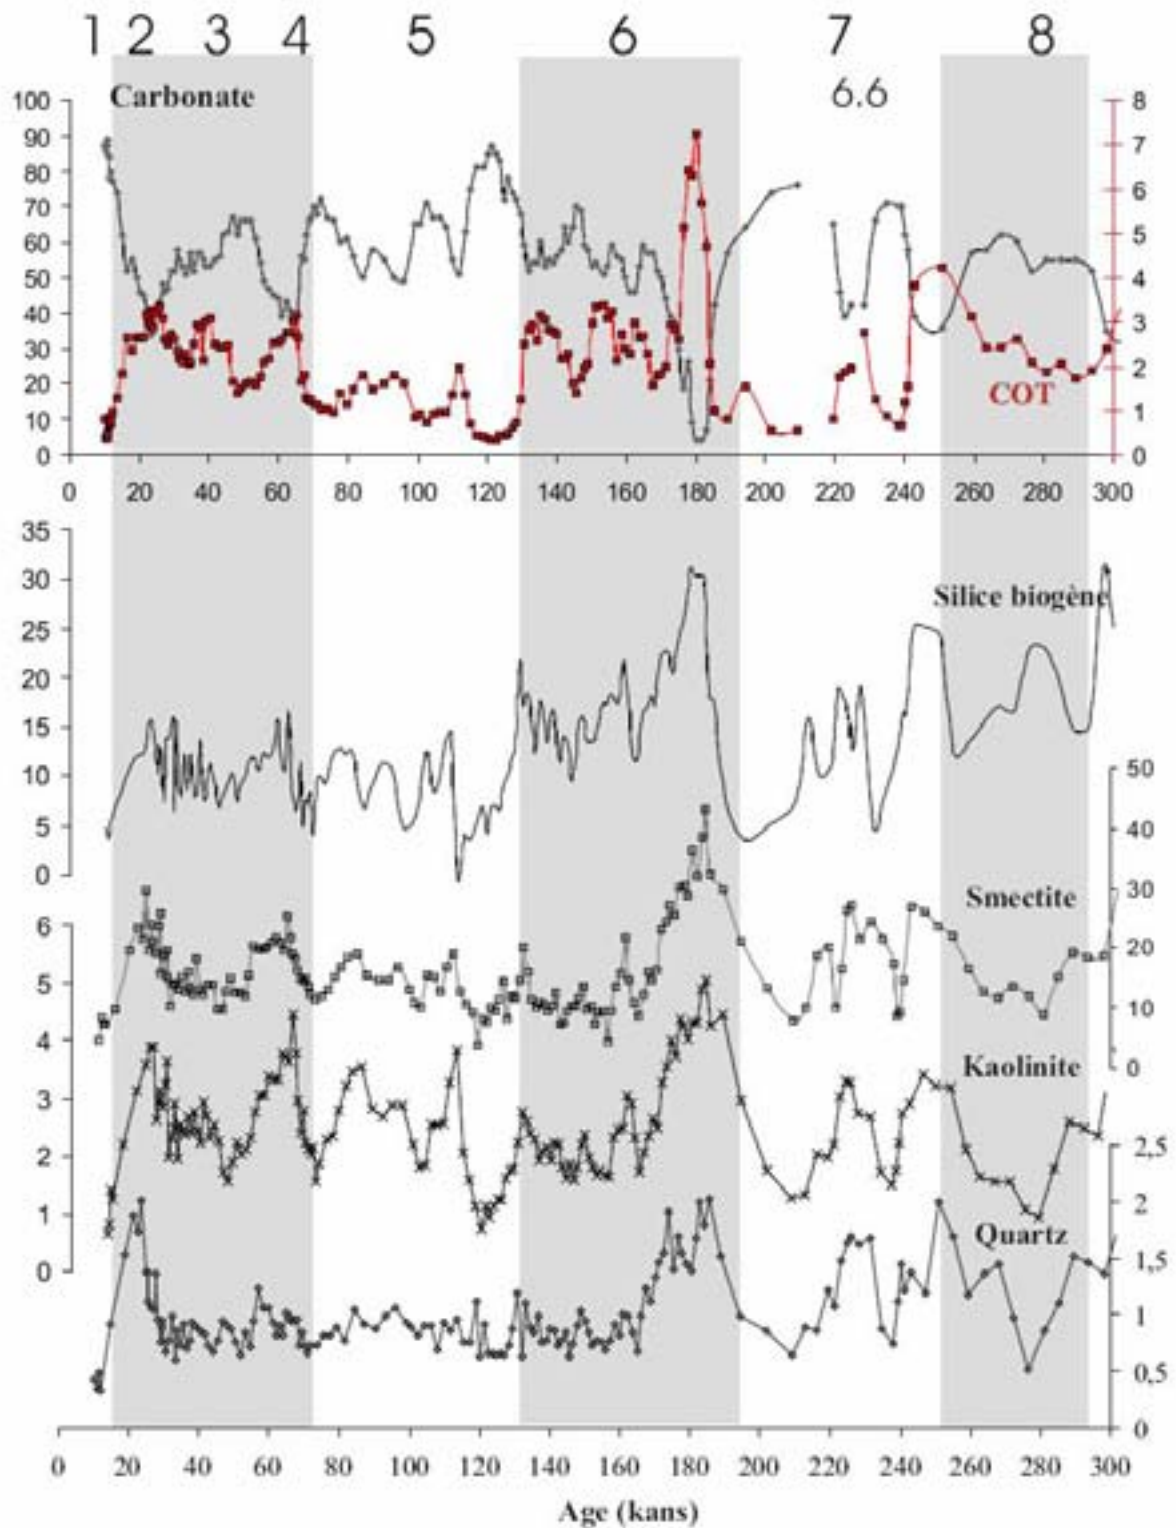 1 2 3 4 5 6 7 8
Carbonate
6.6
100 90 80 70 60 50 40 30 20 10 0
8 7 6 5 4 3 2 1 0
COT
0 20 40 60 80 100 120 140 160 180 200 220 240 260 280 300
35 30 25 20 15 10 5 0
Silice biogène
50 40 30 20 10 0
Smectite
6 5 4 3 2 1 0
Kaolinite
2,5 2 1,5 1 0,5 0
Quartz
0 20 40 60 80 100 120 140 160 180 200 220 240 260 280 300
Age (kans)